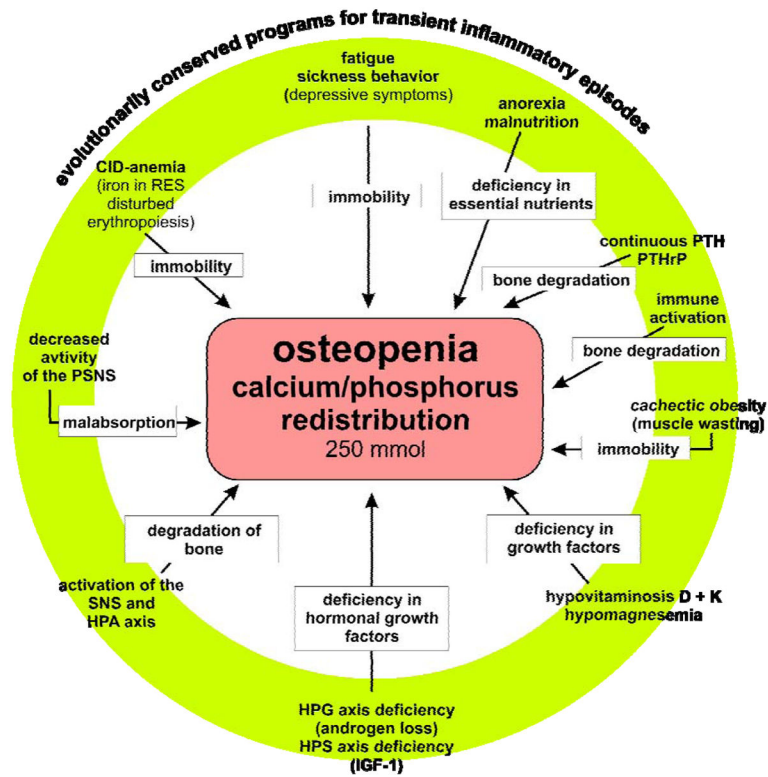 evolutionarily conserved programs for transient inflammatory episodes
fatigue
sickness behavior
(depressive symptoms)
immobility
anorexia
malnutrition
deficiency in
essential nutrients
continuous PTH
PTHrP
bone degradation
immune
activation
bone degradation
cachectic obesity
(muscle wasting)
immobility
hypovitaminosis D + K
hypomagnesemia
deficiency in
growth factors
HPG axis deficiency
(androgen loss)
HPS axis deficiency
(IGF-1)
deficiency in
hormonal growth
factors
activation of the
SNS and
HPA axis
degradation of
bone
decreased
avtivity
of the PSNS
malabsorption
CID-anemia
(iron in RES
disturbed
erythropoiesis)
immobility
osteopenia
calcium/phosphorus
redistribution
250 mmol